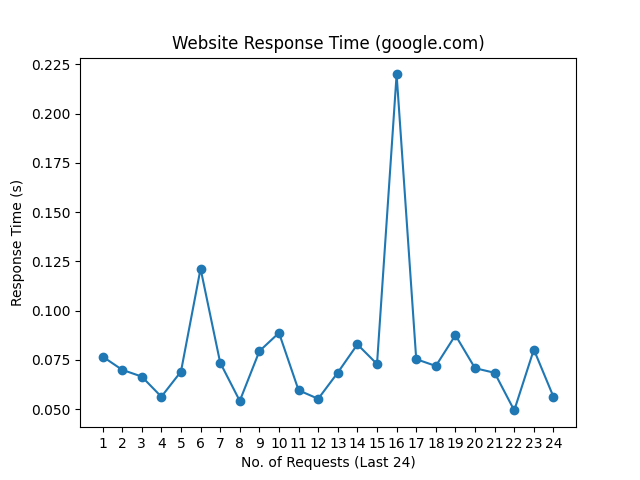 Website Response Time (google.com)
0.225
0.200
0.175
0.150
0.125
0.100
0.075
0.050
Response Time (s)
1 2 3 4 5 6 7 8 9 10 11 12 13 14 15 16 17 18 19 20 21 22 23 24
No. of Requests (Last 24)